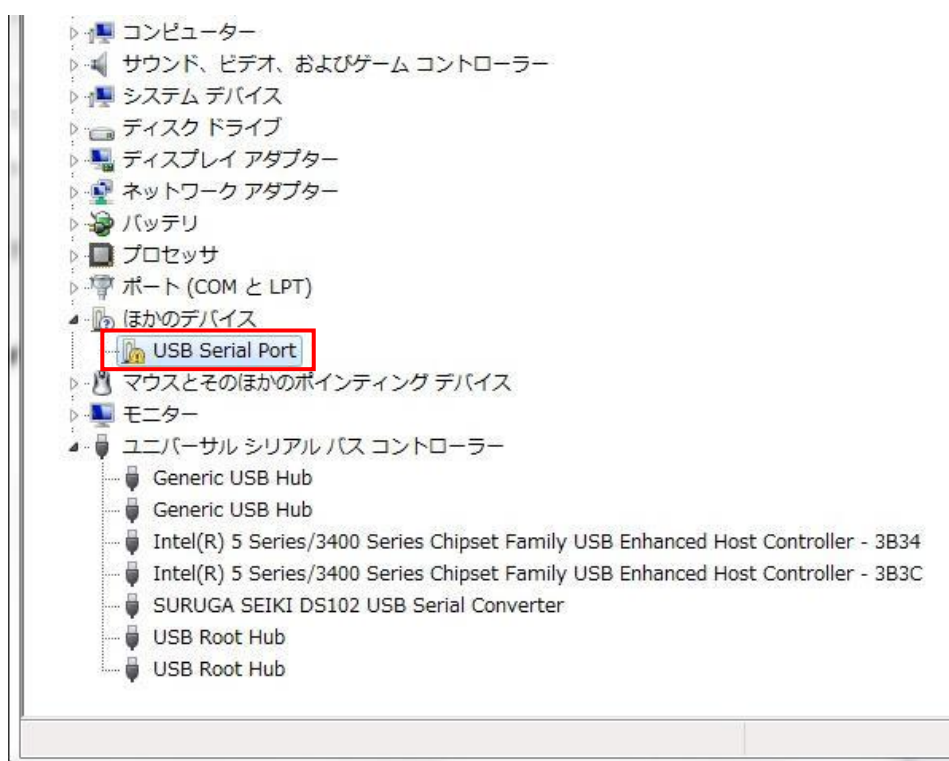 コンピューター
サウンド、ビデオ、およびゲーム コントローラー
システム デバイス
ディスク ドライブ
ディスプレイ アダプター
ネットワーク アダプター
バッテリ
プロセッサ
ポート (COM と LPT)
ほかのデバイス
USB Serial Port
マウスとそのほかのポインティング デバイス
モニター
ユニバーサル シリアル バス コントローラー
Generic USB Hub
Generic USB Hub
Intel(R) 5 Series/3400 Series Chipset Family USB Enhanced Host Controller - 3B34
Intel(R) 5 Series/3400 Series Chipset Family USB Enhanced Host Controller - 3B3C
SURUGA SEIKI DS102 USB Serial Converter
USB Root Hub
USB Root Hub